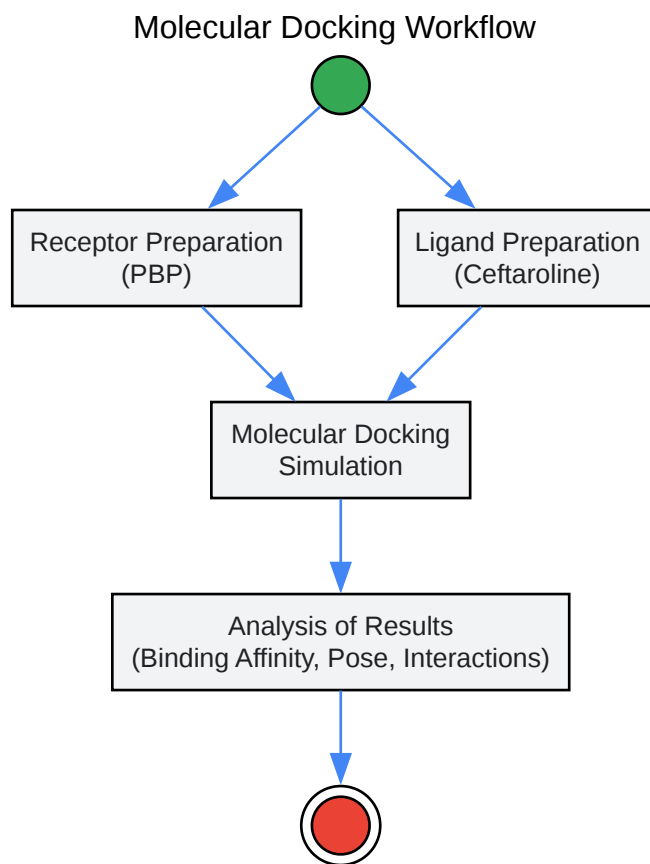 Molecular Docking Workflow
Receptor Preparation
(PBP)
Ligand Preparation
(Ceftaroline)
Molecular Docking
Simulation
Analysis of Results
(Binding Affinity, Pose, Interactions)